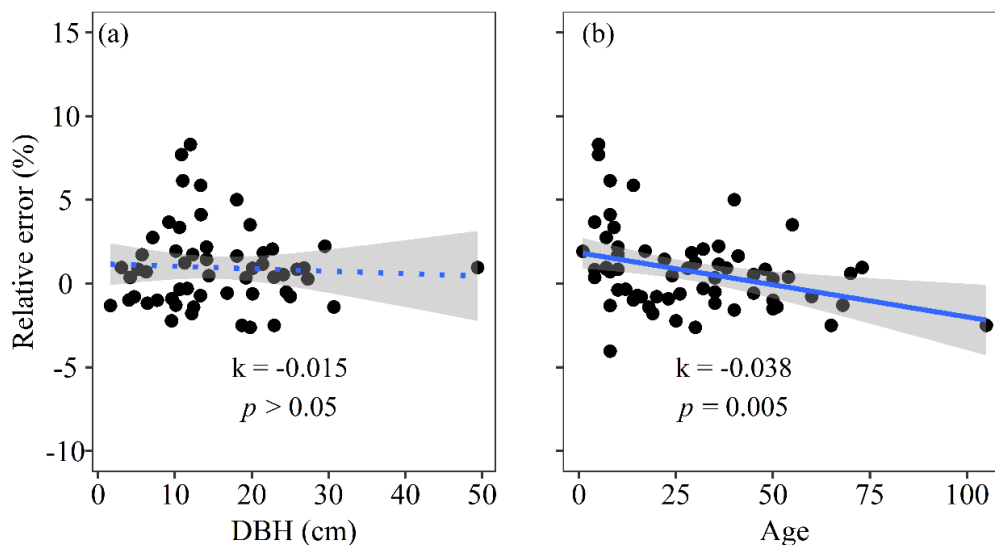 (a)
(b)
Relative error (%)
15
10
5
0
-5
-10
k = -0.015
p > 0.05
k = -0.038
p = 0.005
0 10 20 30 40 50
0 25 50 75 100
DBH (cm)
Age